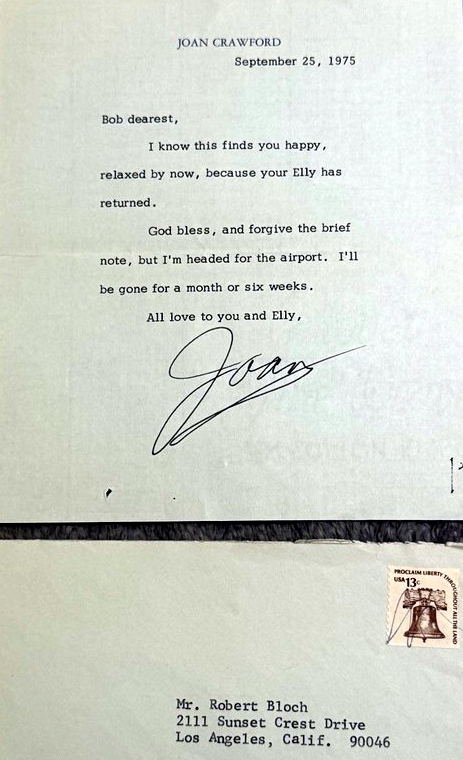 JOAN CRAWFORD
September 25, 1975
Bob dearest,
I know this finds you happy,
relaxed by now, because your Elly has
returned.
God bless, and forgive the brief
note, but I'm headed for the airport. I'll
be gone for a month or six weeks.
All love to you and Elly,
Joan
PROCLAIM LIBERTY THROUGHOUT ALL THE LAND
USA 13c
Mr. Robert Bloch
2111 Sunset Crest Drive
Los Angeles, Calif. 90046